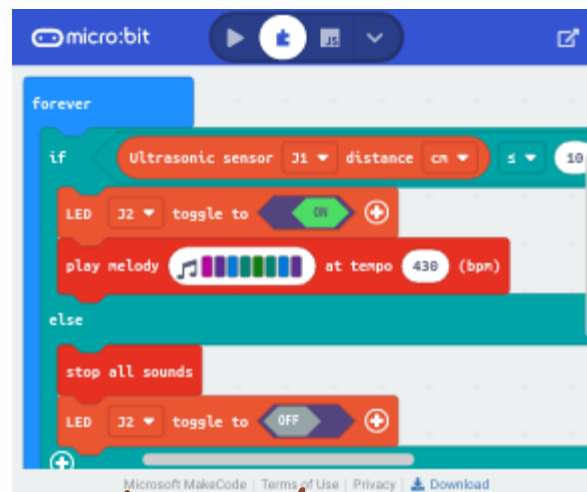 micro:bit
JS
forever
if Ultrasonic sensor J1 distance cm ≤ 10
LED J2 toggle to ON
play melody at tempo 430 (bpm)
else
stop all sounds
LED J2 toggle to OFF
Microsoft MakeCode | Terms of Use | Privacy | Download